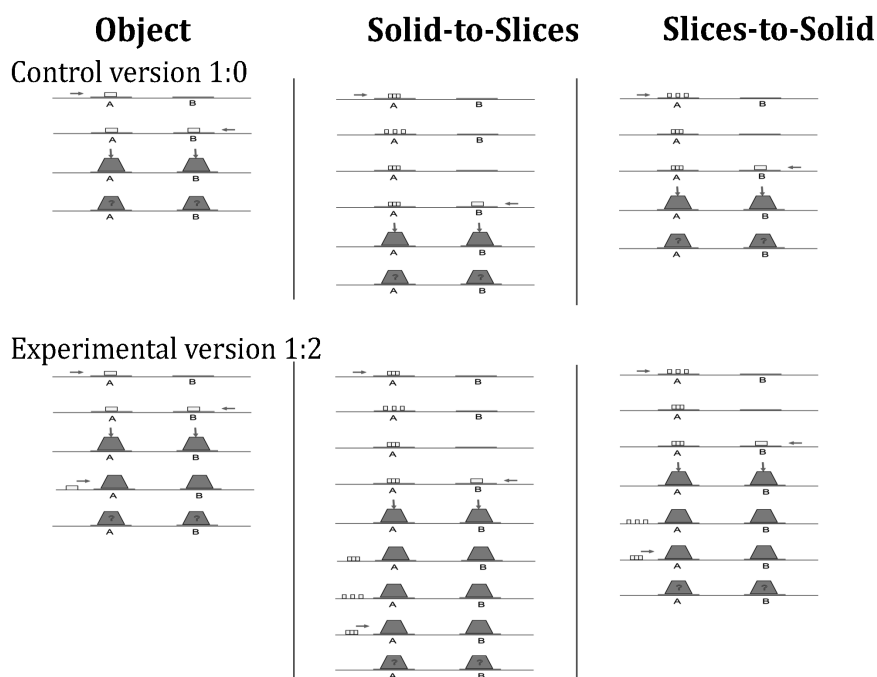 Object
Solid-to-Slices
Slices-to-Solid
Control version 1:0
A B
A B
A B
? ?
A B
A B
A B
A
A B
A B
? ?
A B
A B
A
A B
A B
? ?
A B
Experimental version 1:2
A B
A B
A B
A B
? ?
A B
A B
A B
A
A B
A B
A B
A B
A B
? ?
A B
A B
A
A B
A B
A B
A B
? ?
A B